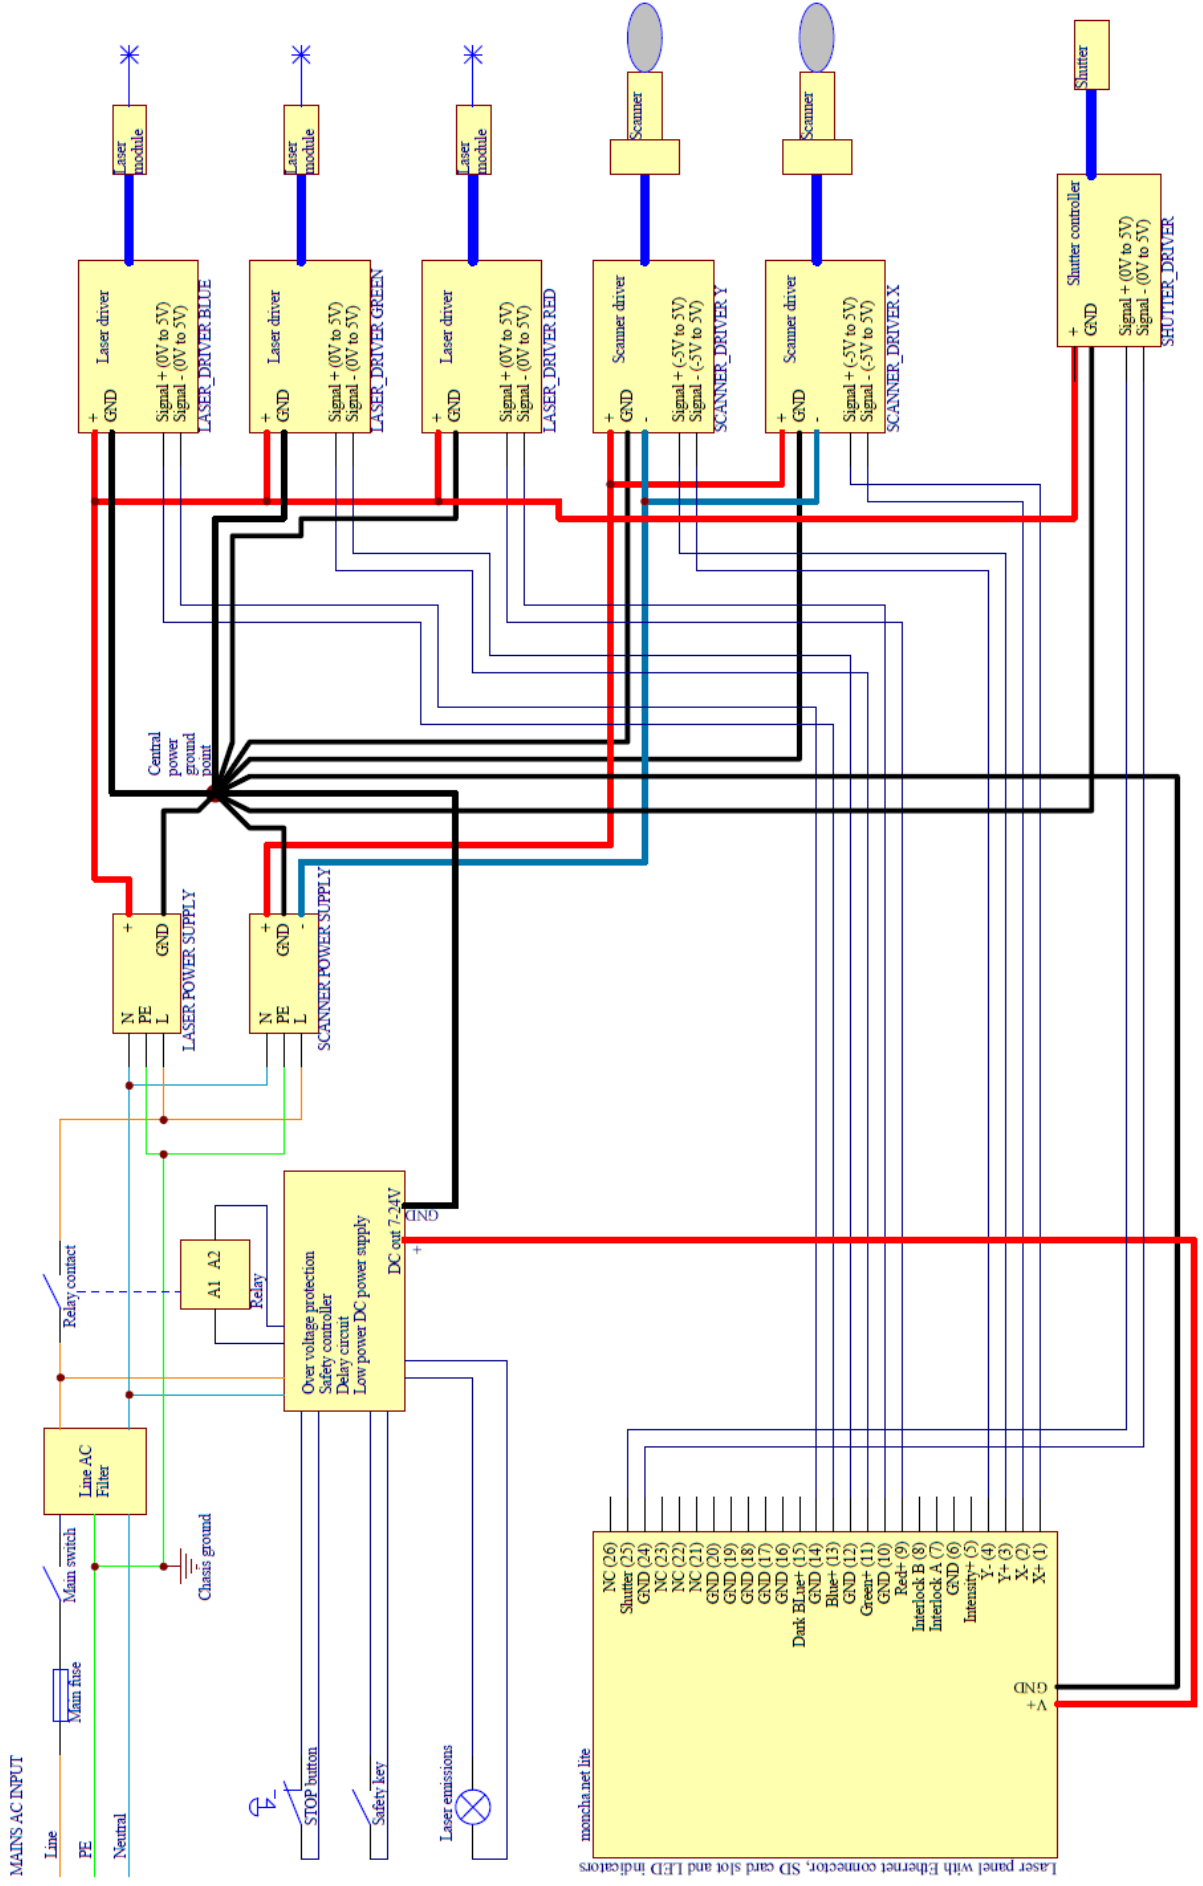 Laser
module
Laser
module
Laser
module
Scanner
Scanner
Shutter
Laser driver
+
GND
Signal + (0V to 5V)
Signal - (0V to 5V)
LASER_DRIVER BLUE
Laser driver
+
GND
Signal + (0V to 5V)
Signal - (0V to 5V)
LASER_DRIVER GREEN
Laser driver
+
GND
Signal + (0V to 5V)
Signal - (0V to 5V)
LASER_DRIVER RED
Scanner driver
+
GND
-
Signal + (-5V to 5V)
Signal - (-5V to 5V)
SCANNER_DRIVER Y
Scanner driver
+
GND
-
Signal + (-5V to 5V)
Signal - (-5V to 5V)
SCANNER_DRIVER X
Shutter controller
+
GND
Signal + (0V to 5V)
Signal - (0V to 5V)
SHUTTER_DRIVER
Central
power
ground
point
+
GND
N
PE
L
LASER POWER SUPPLY
+
GND
-
N
PE
L
SCANNER POWER SUPPLY
Relay contact
A1 A2
Relay
Over voltage protection
Safety controller
Delay circuit
Low power DC power supply
DC out 7-24V
GND
+
Line AC
Filter
Main switch
Chasis ground
Main fuse
MAINS AC INPUT
Line
PE
Neutral
STOP button
Safety key
Laser emissions
NC (26)
Shutter (25)
GND (24)
NC (23)
NC (22)
NC (21)
GND (20)
GND (19)
GND (18)
GND (17)
GND (16)
Dark BLue+ (15)
GND (14)
Blue+ (13)
GND (12)
Green+ (11)
GND (10)
Red+ (9)
Interlock B (8)
Interlock A (7)
GND (6)
Intensity+ (5)
Y- (4)
Y+ (3)
X- (2)
X+ (1)
GND
V+
moncha.net lite
Laser panel with Ethernet connector, SD card slot and LED indicators